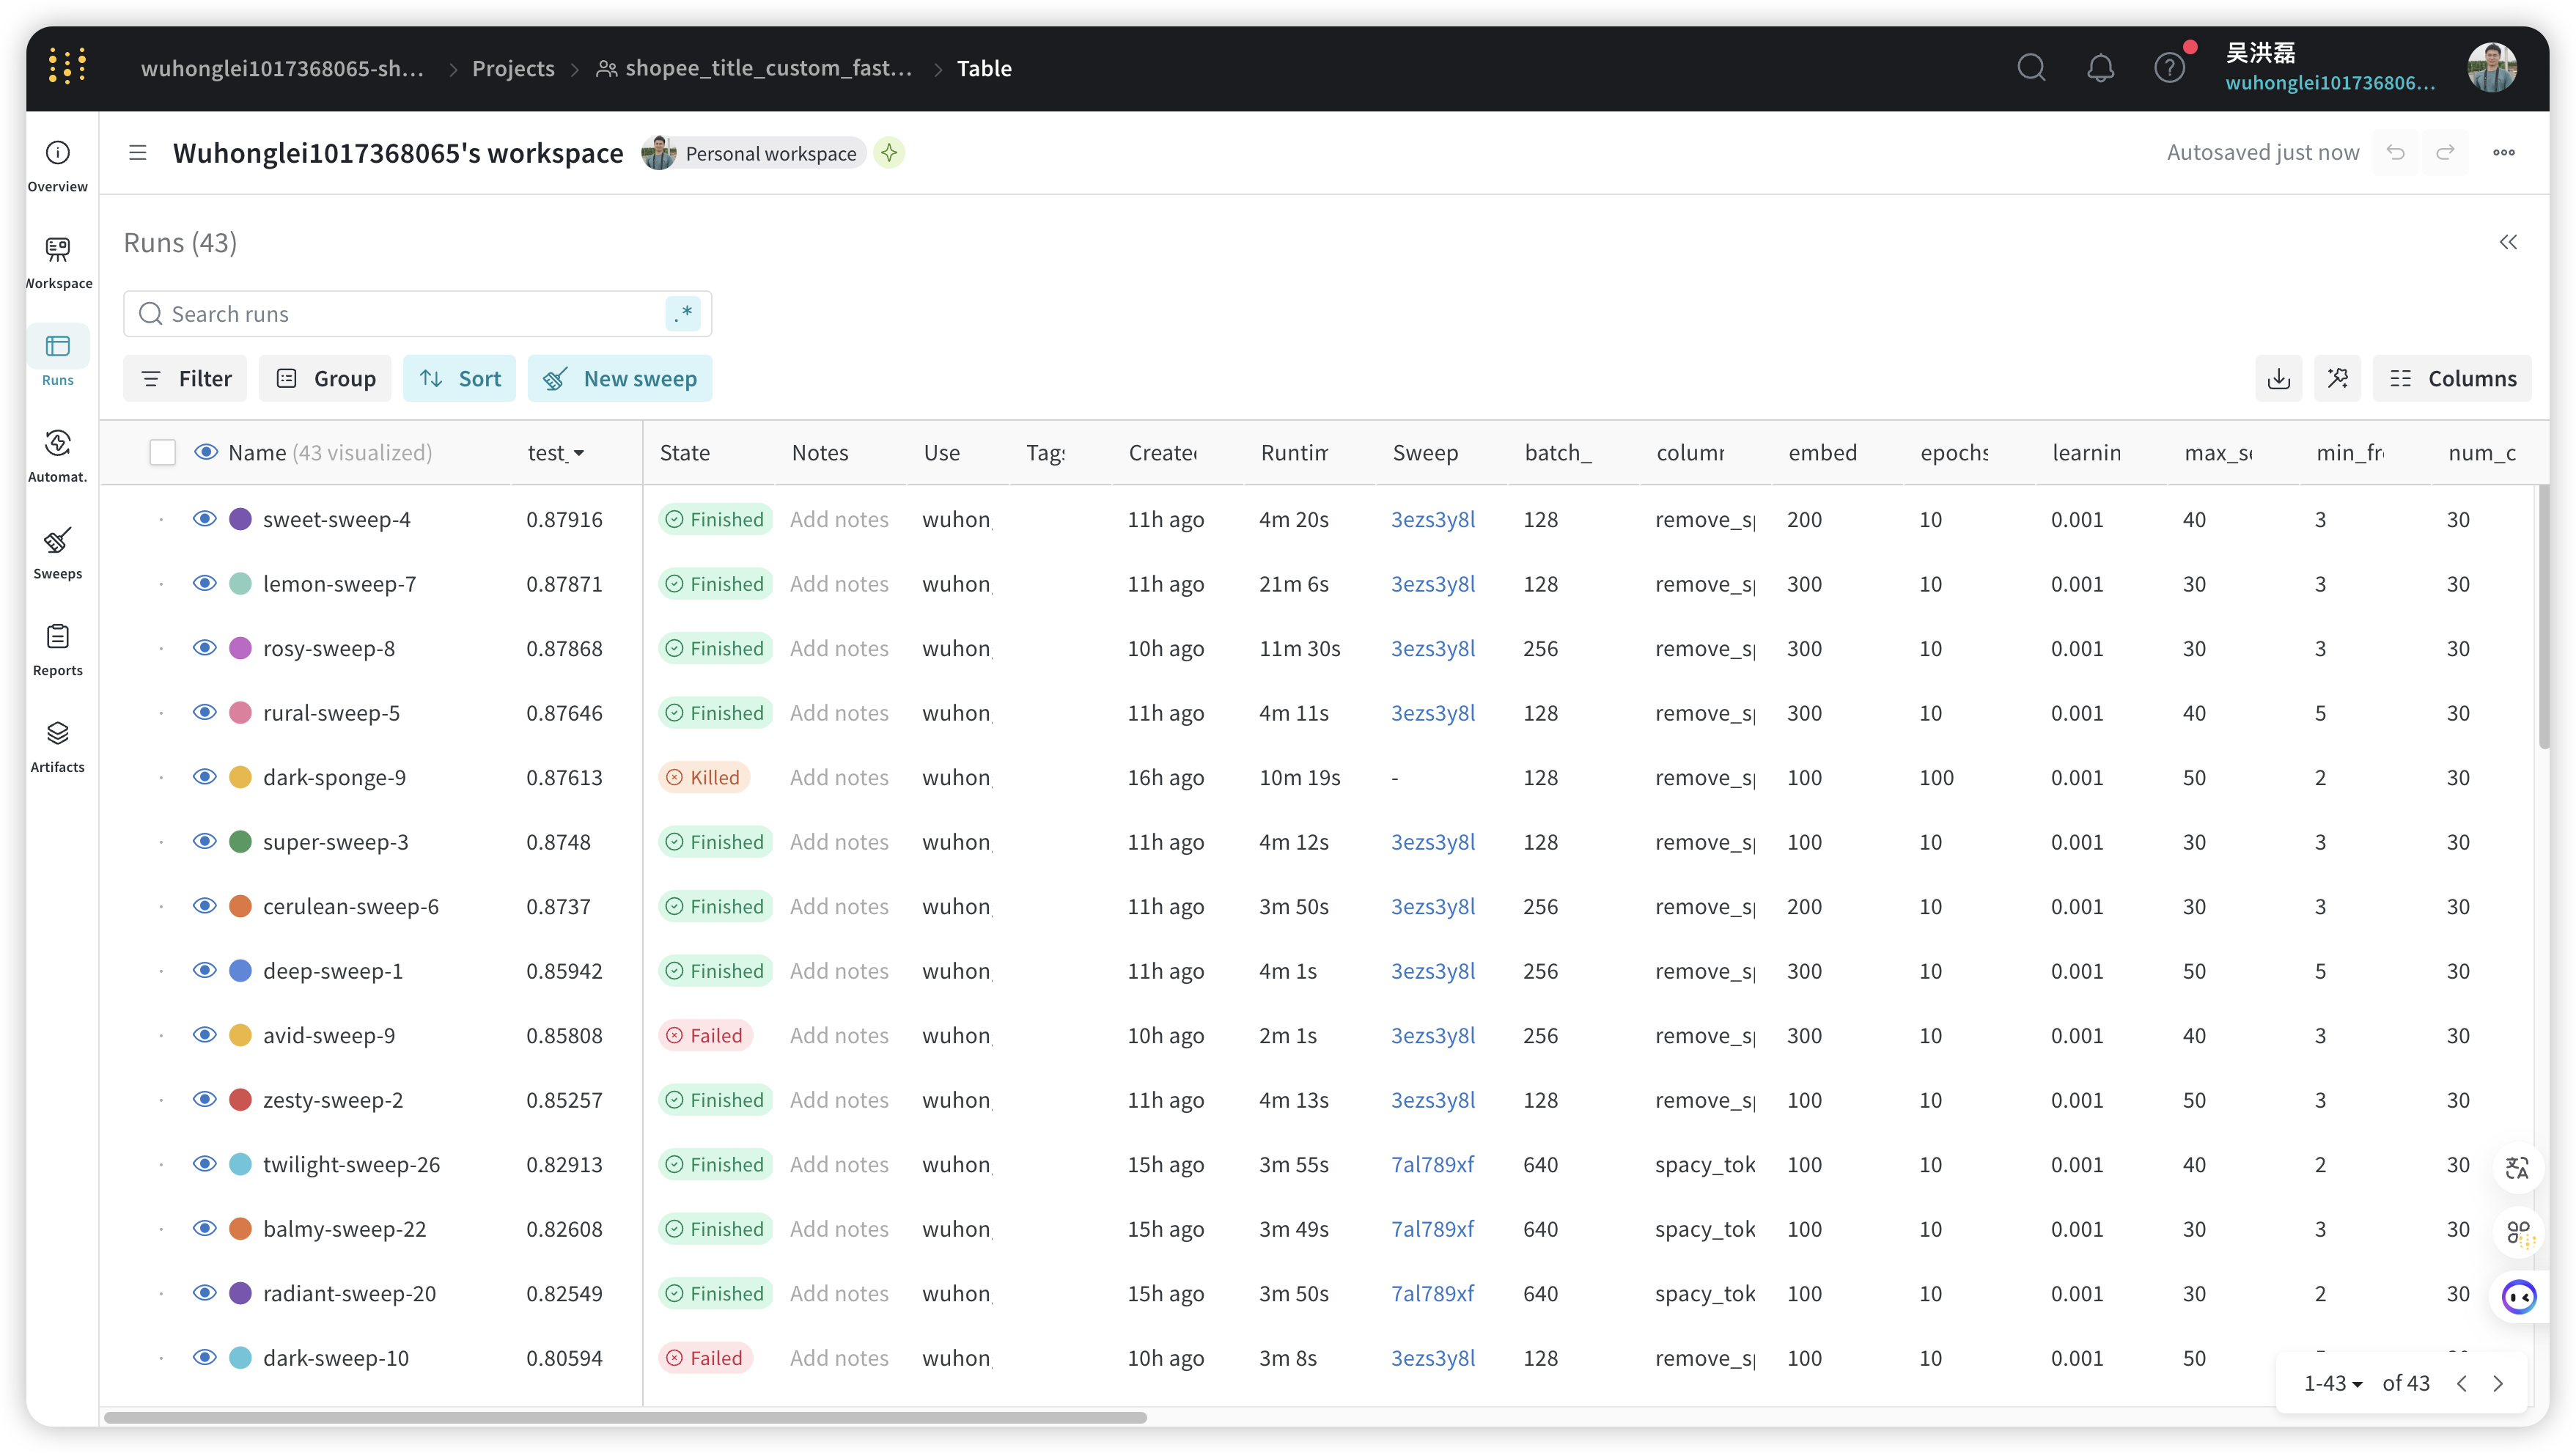 wuhonglei1017368065-sh... > Projects > shopee_title_custom_fast... > Table
吴洪磊
wuhonglei101736806...
Wuhonglei1017368065's workspace Personal workspace Autosaved just now
Overview
Workspace
Runs
Automat.
Sweeps
Reports
Artifacts
Runs (43)
Search runs .*
Filter Group Sort New sweep Columns
Name (43 visualized) test_ State Notes Use Tags Create Runtim Sweep batch_ column embed epochs learnin max_se min_fr num_c
sweet-sweep-4 0.87916 Finished Add notes wuhon 11h ago 4m 20s 3ezs3y8l 128 remove_sp 200 10 0.001 40 3 30
lemon-sweep-7 0.87871 Finished Add notes wuhon 11h ago 21m 6s 3ezs3y8l 128 remove_sp 300 10 0.001 30 3 30
rosy-sweep-8 0.87868 Finished Add notes wuhon 10h ago 11m 30s 3ezs3y8l 256 remove_sp 300 10 0.001 30 3 30
rural-sweep-5 0.87646 Finished Add notes wuhon 11h ago 4m 11s 3ezs3y8l 128 remove_sp 300 10 0.001 40 5 30
dark-sponge-9 0.87613 Killed Add notes wuhon 16h ago 10m 19s - 128 remove_sp 100 100 0.001 50 2 30
super-sweep-3 0.8748 Finished Add notes wuhon 11h ago 4m 12s 3ezs3y8l 128 remove_sp 100 10 0.001 30 3 30
cerulean-sweep-6 0.8737 Finished Add notes wuhon 11h ago 3m 50s 3ezs3y8l 256 remove_sp 200 10 0.001 30 3 30
deep-sweep-1 0.85942 Finished Add notes wuhon 11h ago 4m 1s 3ezs3y8l 256 remove_sp 300 10 0.001 50 5 30
avid-sweep-9 0.85808 Failed Add notes wuhon 10h ago 2m 1s 3ezs3y8l 256 remove_sp 300 10 0.001 40 3 30
zesty-sweep-2 0.85257 Finished Add notes wuhon 11h ago 4m 13s 3ezs3y8l 128 remove_sp 100 10 0.001 50 3 30
twilight-sweep-26 0.82913 Finished Add notes wuhon 15h ago 3m 55s 7al789xf 640 spacy_tok 100 10 0.001 40 2 30
balmy-sweep-22 0.82608 Finished Add notes wuhon 15h ago 3m 49s 7al789xf 640 spacy_tok 100 10 0.001 30 3 30
radiant-sweep-20 0.82549 Finished Add notes wuhon 15h ago 3m 50s 7al789xf 640 spacy_tok 100 10 0.001 30 2 30
dark-sweep-10 0.80594 Failed Add notes wuhon 10h ago 3m 8s 3ezs3y8l 128 remove_sp 100 10 0.001 50
1-43 of 43